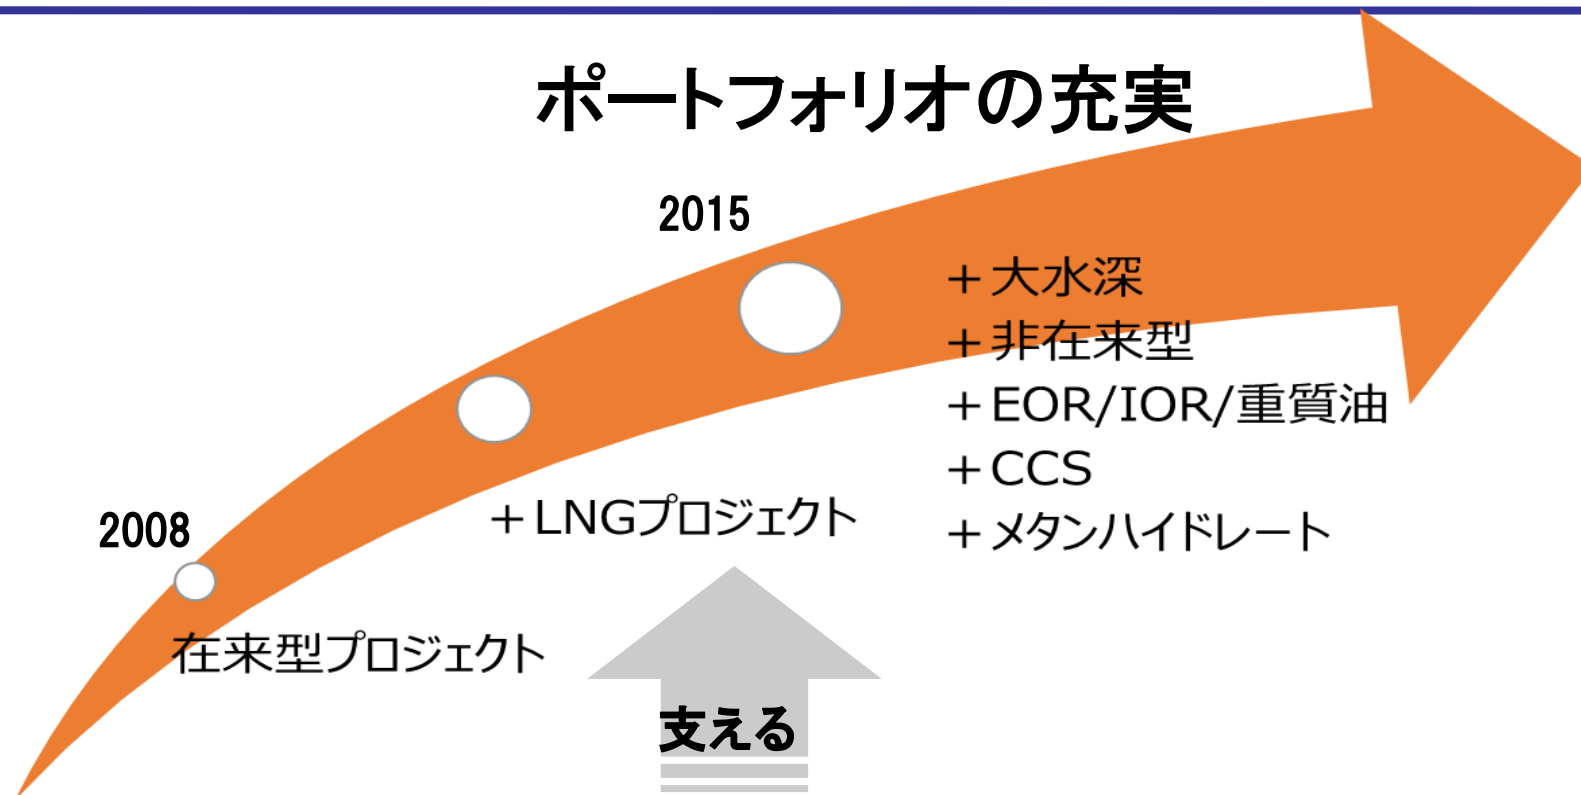 ポートフォリオの充実
2015
＋大水深
＋非在来型
＋EOR/IOR/重質油
＋CCS
＋メタンハイドレート
＋LNGプロジェクト
2008
在来型プロジェクト
支える